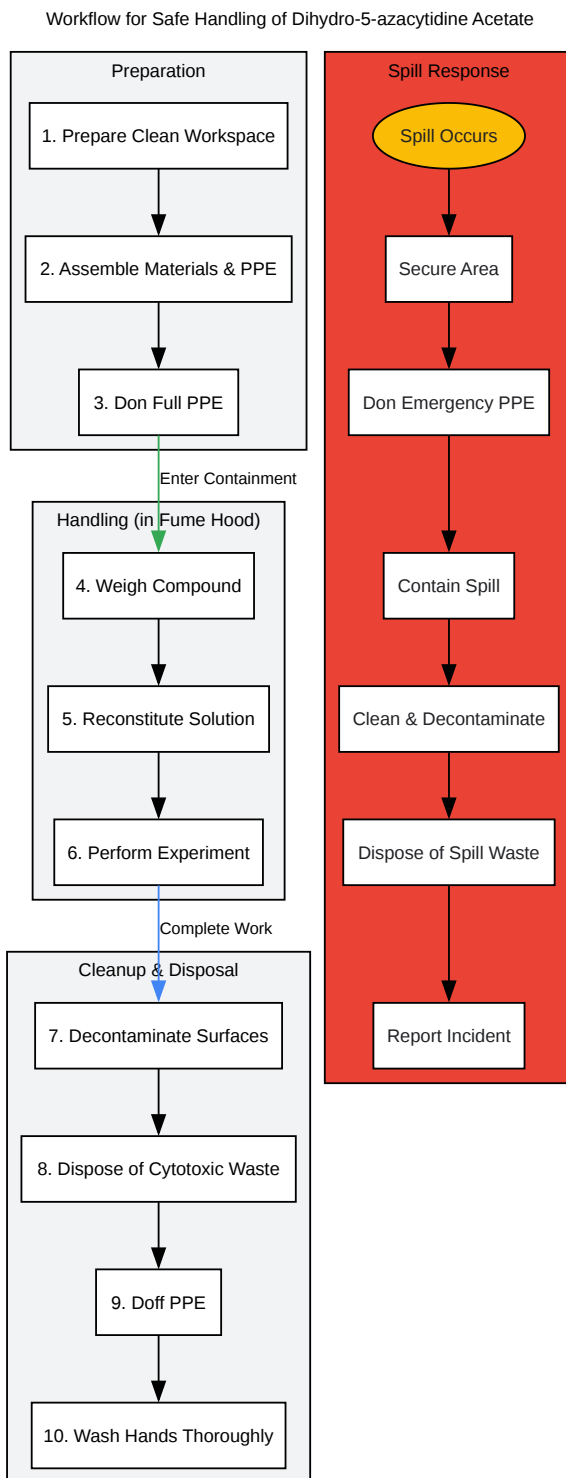 Workflow for Safe Handling of Dihydro-5-azacytidine Acetate
Preparation
1. Prepare Clean Workspace
2. Assemble Materials & PPE
3. Don Full PPE
Enter Containment
Handling (in Fume Hood)
4. Weigh Compound
5. Reconstitute Solution
6. Perform Experiment
Complete Work
Cleanup & Disposal
7. Decontaminate Surfaces
8. Dispose of Cytotoxic Waste
9. Doff PPE
10. Wash Hands Thoroughly
Spill Response
Spill Occurs
Secure Area
Don Emergency PPE
Contain Spill
Clean & Decontaminate
Dispose of Spill Waste
Report Incident